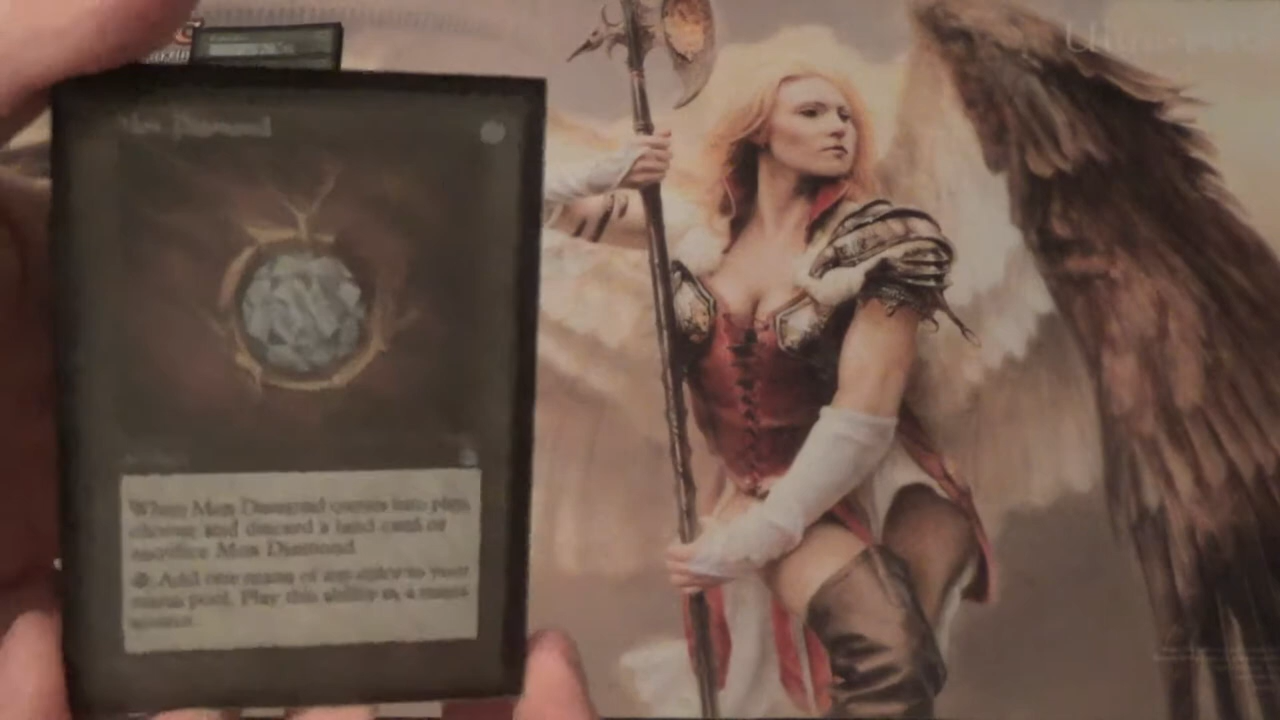 Mox Diamond
When Mox Diamond comes into play,
choose and discard a land card or
sacrifice Mox Diamond.
: Add one mana of any color to your
mana pool. Play this ability as a mana
source.